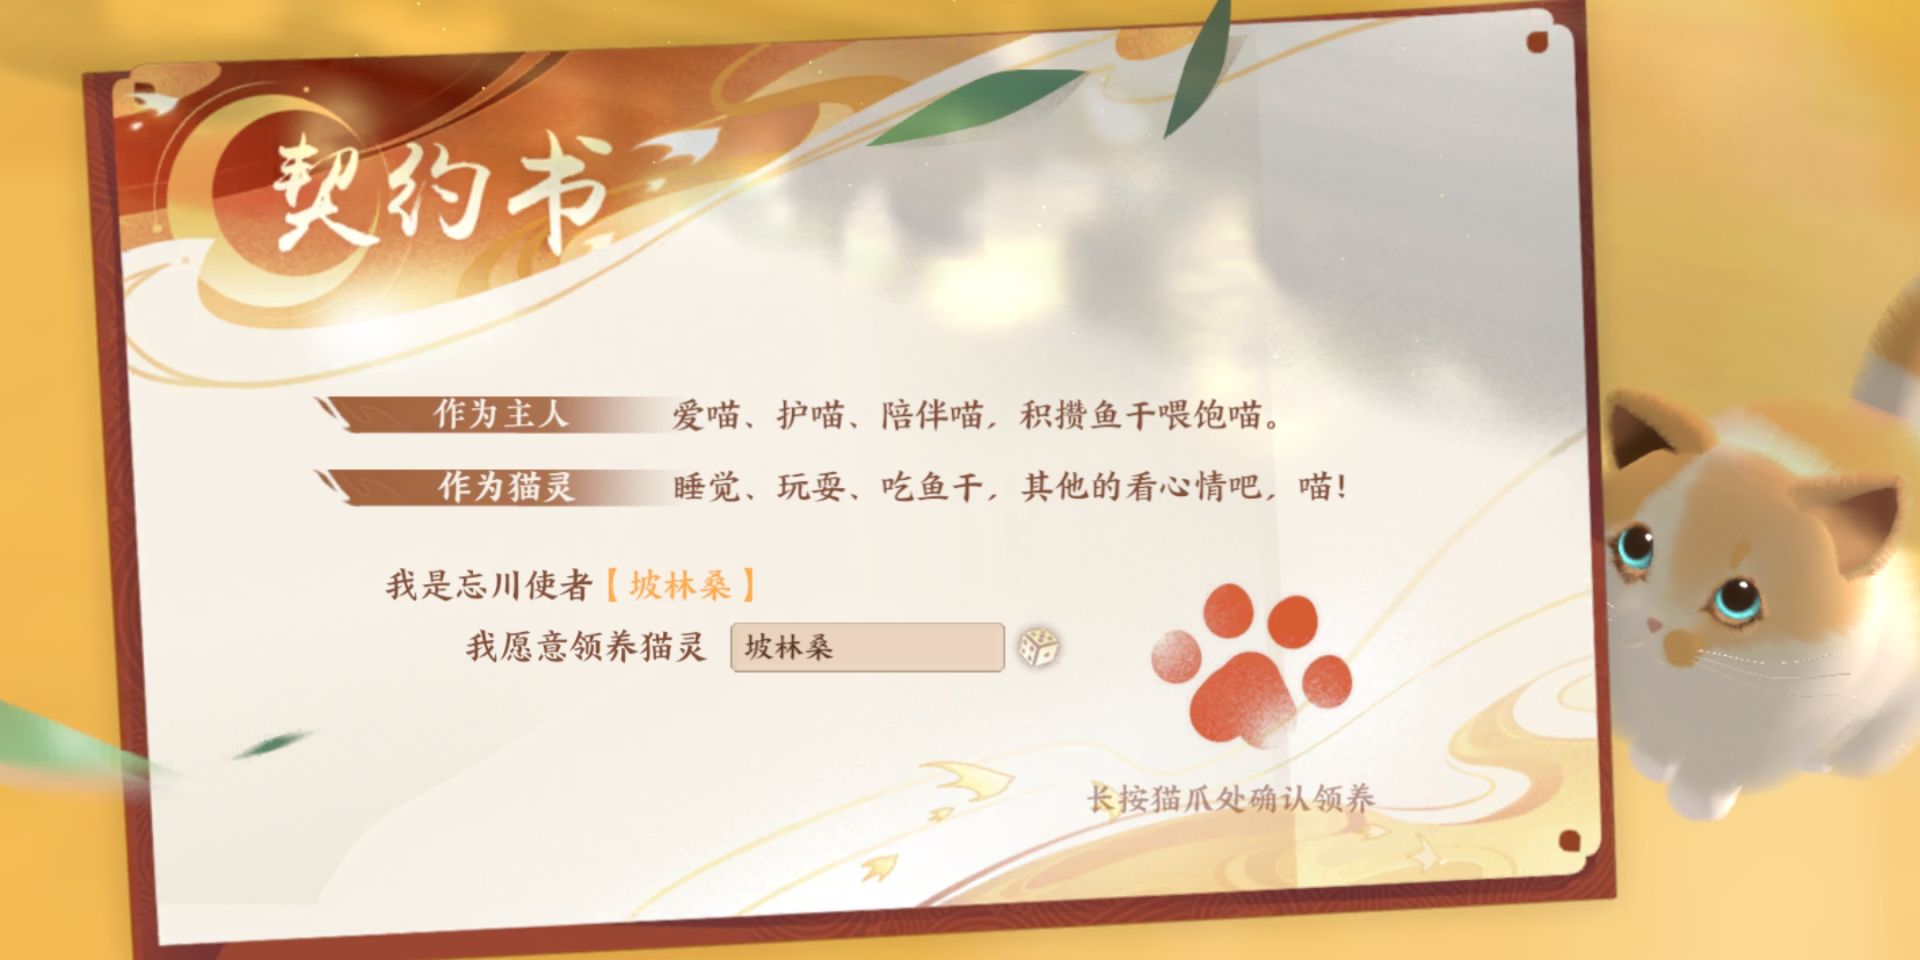 契约书
作为主人 爱喵、护喵、陪伴喵，积攒鱼干喂饱喵。
作为猫灵 睡觉、玩耍、吃鱼干，其他的看心情吧，喵！
我是忘川使者【坡林桑】
我愿意领养猫灵 坡林桑
长按猫爪处确认领养